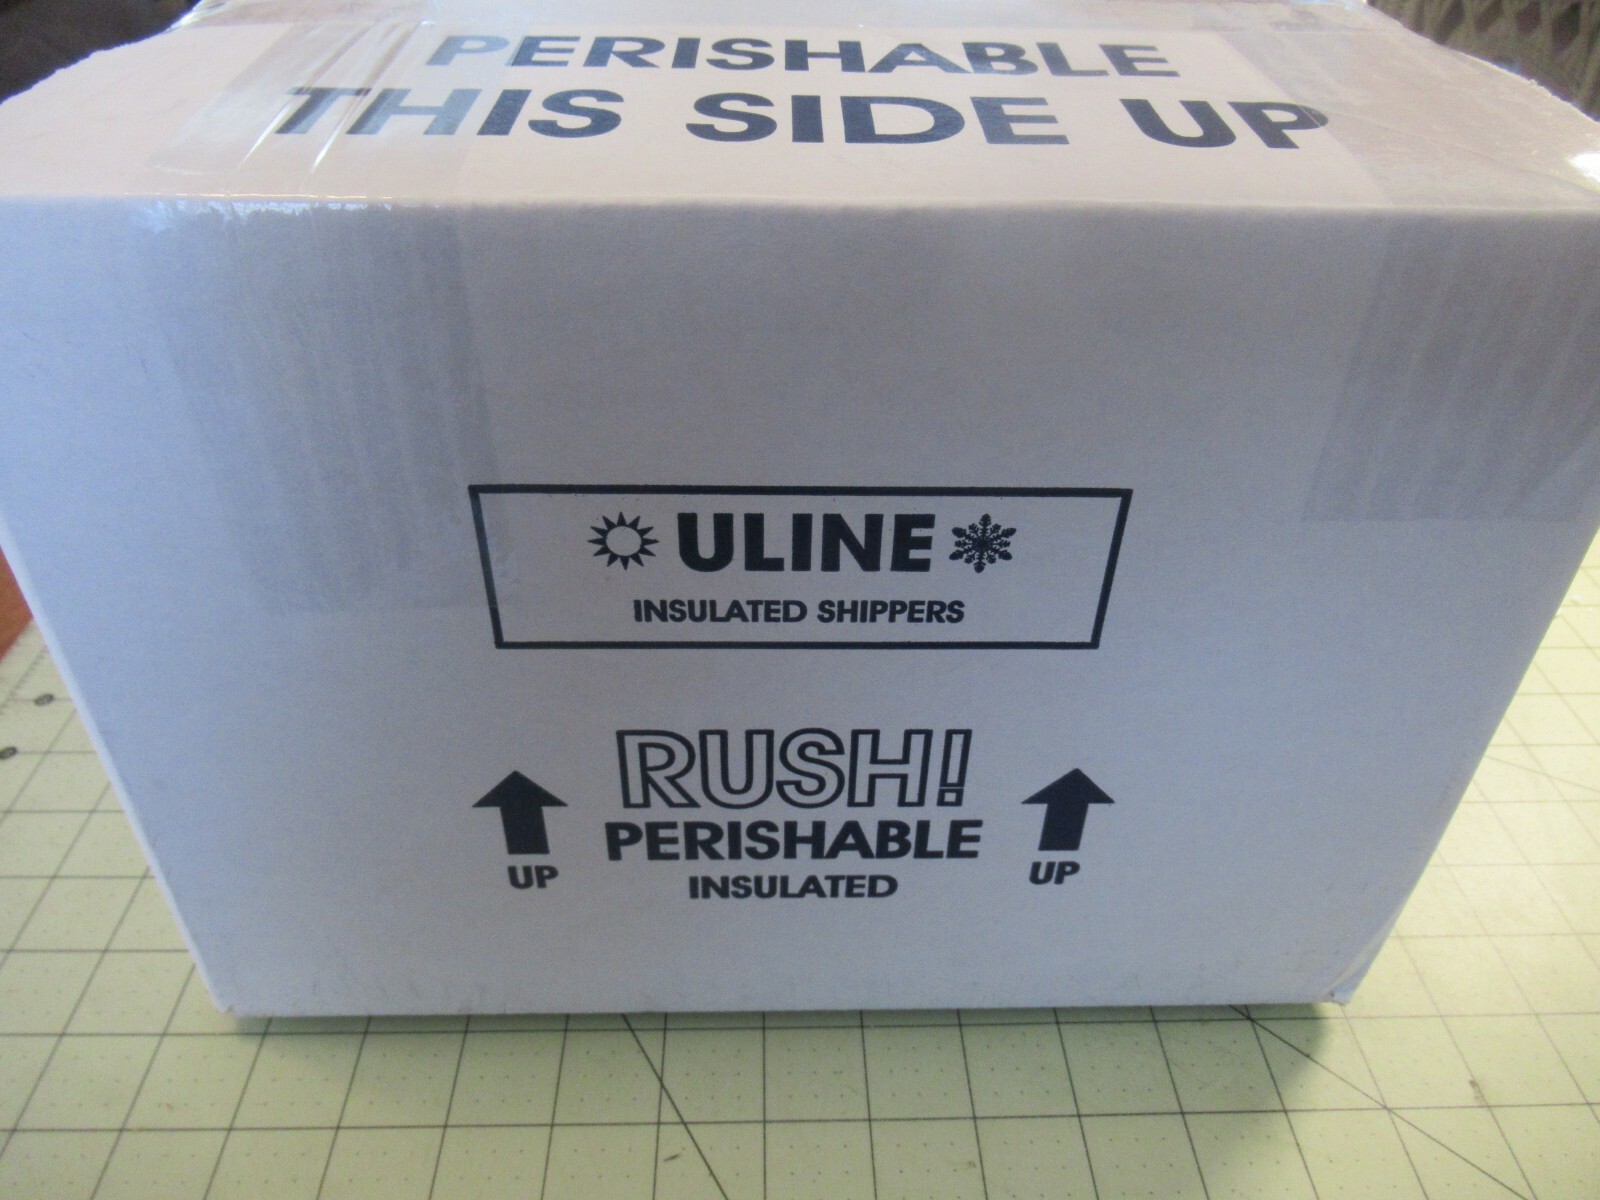 PERISHABLE
THIS SIDE UP
ULINE
INSULATED SHIPPERS
RUSH!
PERISHABLE
INSULATED
UP
UP